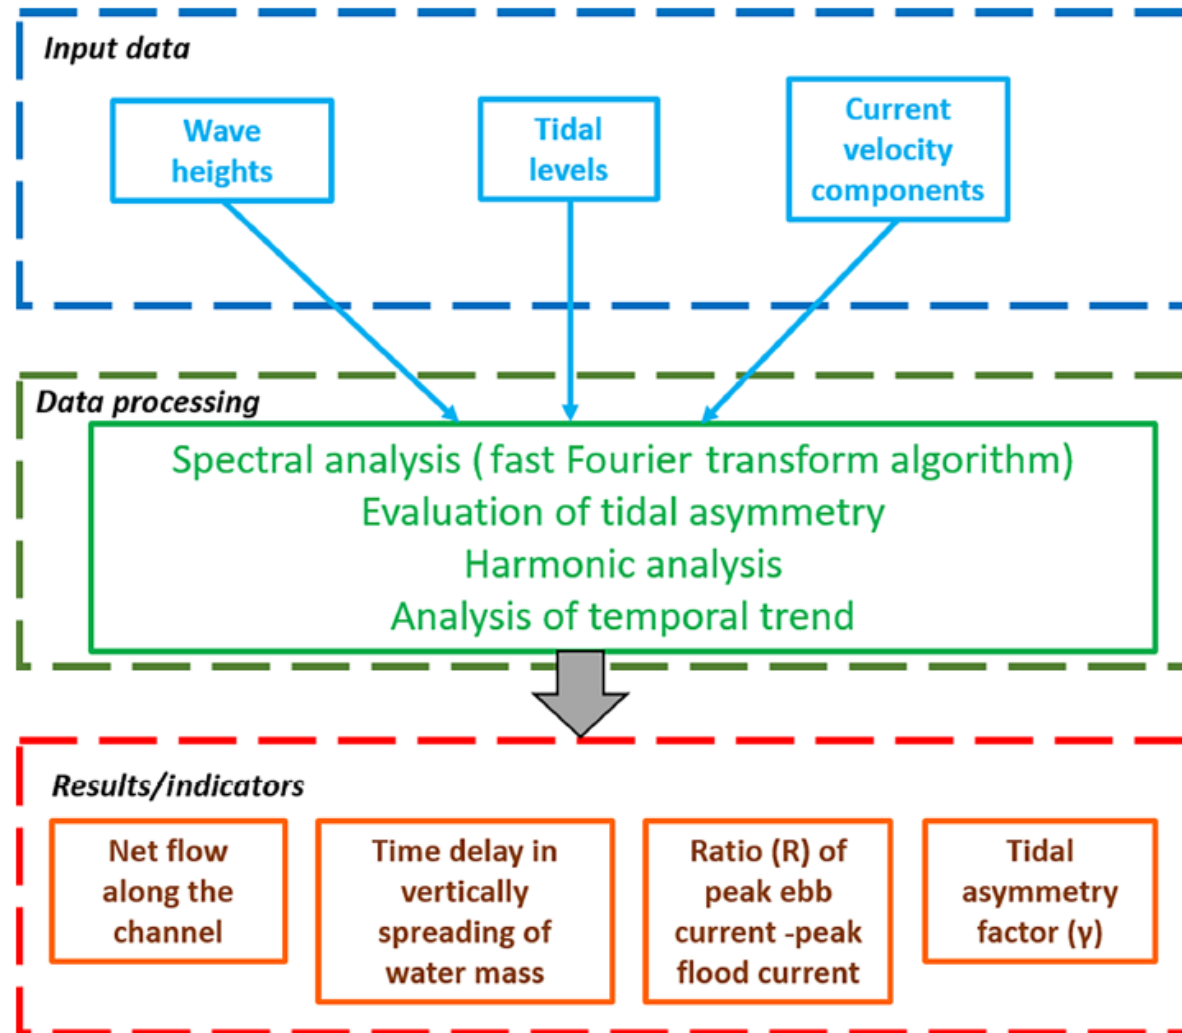 Input data
Wave
heights
Tidal
levels
Current
velocity
components
Data processing
Spectral analysis (fast Fourier transform algorithm)
Evaluation of tidal asymmetry
Harmonic analysis
Analysis of temporal trend
Results/indicators
Net flow
along the
channel
Time delay in
vertically
spreading of
water mass
Ratio (R) of
peak ebb
current -peak
flood current
Tidal
asymmetry
factor (γ)